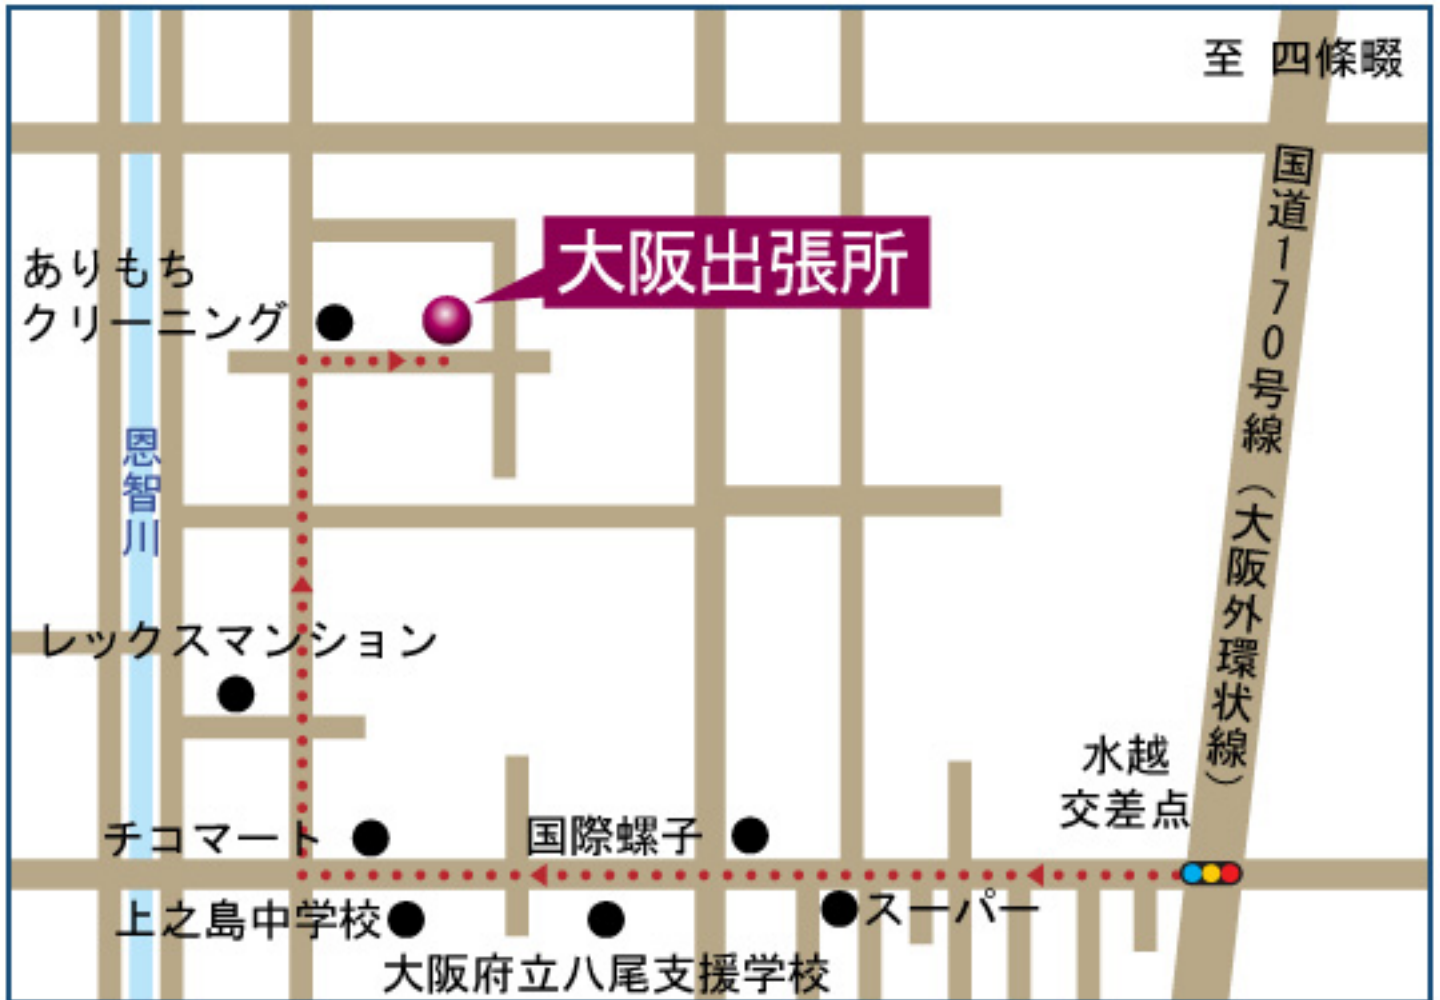 至 四條畷
国道170号線（大阪外環状線）
大阪出張所
ありもち
クリーニング
恩智川
レックスマンション
水越
交差点
チコマート
国際螺子
上之島中学校
スーパー
大阪府立八尾支援学校